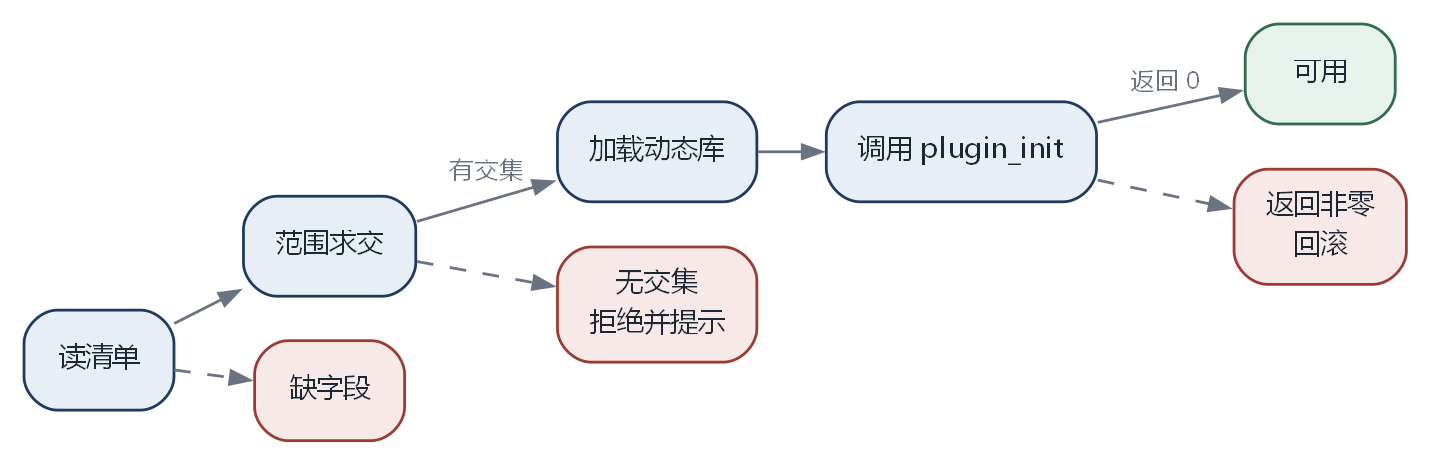 读清单
缺字段
范围求交
有交集
无交集
拒绝并提示
加载动态库
调用 plugin_init
返回 0
可用
返回非零
回滚